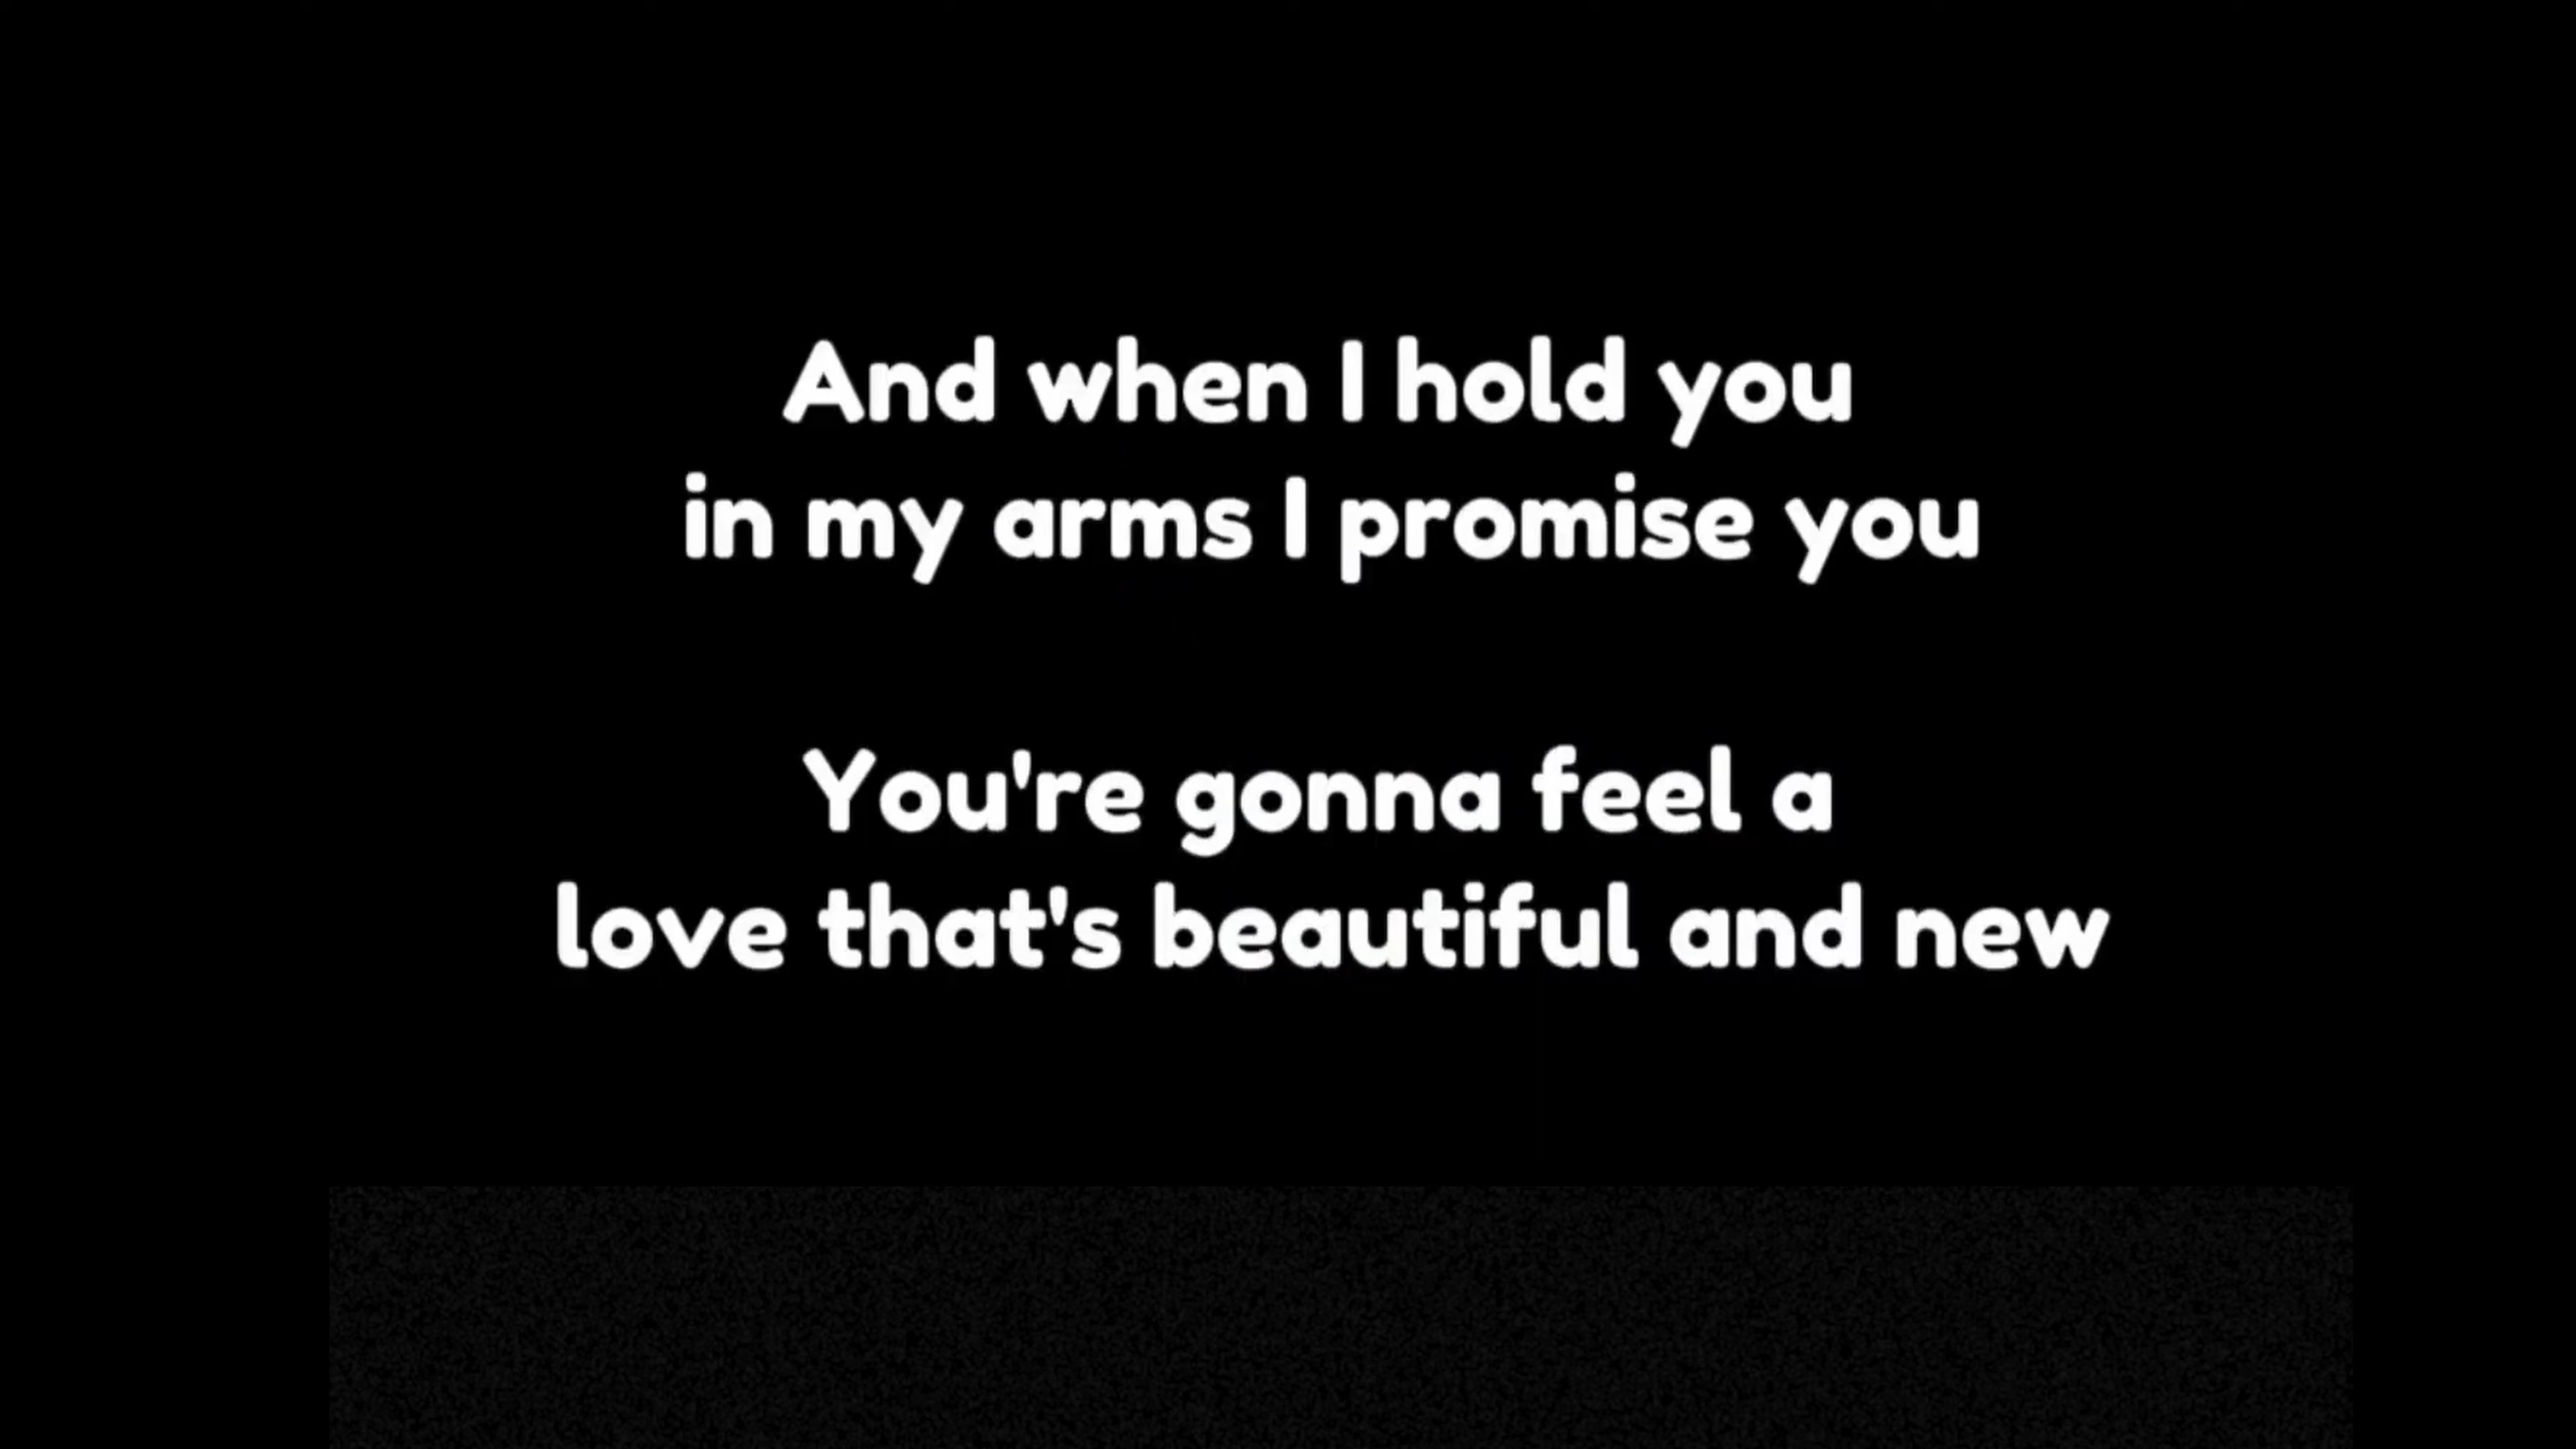 And when I hold you
in my arms I promise you
You're gonna feel a
love that's beautiful and new